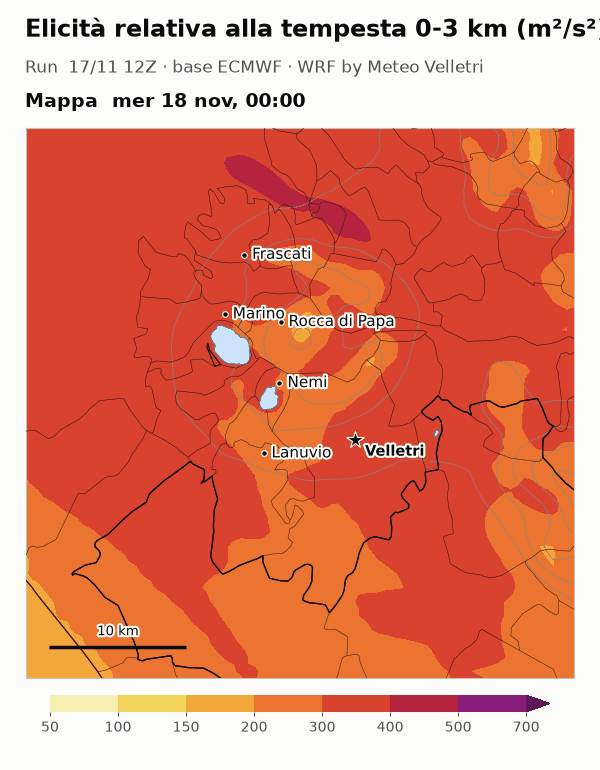 Elicità relativa alla tempesta 0-3 km (m²/s²)
Run 17/11 12Z · base ECMWF · WRF by Meteo Velletri
Mappa mer 18 nov, 00:00
Frascati
Marino
Rocca di Papa
Nemi
Velletri
Lanuvio
10 km
50 100 150 200 300 400 500 700